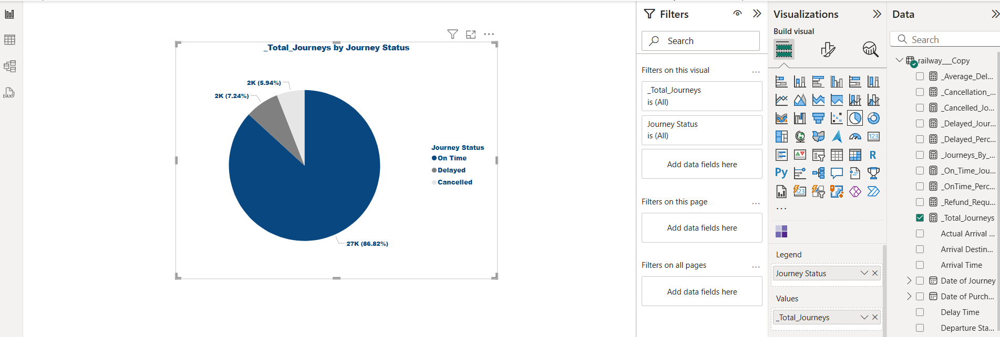 _Total_Journeys by Journey Status
2K (5.94%)
2K (7.24%)
27K (86.82%)
Journey Status
On Time
Delayed
Cancelled
Filters
Search
Filters on this visual
...
_Total_Journeys
is (All)
Journey Status
is (All)
Add data fields here
Filters on this page
...
Add data fields here
Filters on all pages
...
Add data fields here
Visualizations
Build visual
123
R
Py
123
...
Legend
Journey Status
Values
_Total_Journeys
Data
Search
railway___Copy
_Average_Del...
_Cancellation_...
_Cancelled_Jo...
_Delayed_Jour...
_Delayed_Perc...
_Journeys_By_...
_On_Time_Jou...
_OnTime_Perc...
_Refund_Requ...
_Total_Journeys
Actual Arrival ...
Arrival Destin...
Arrival Time
Date of Journey
Date of Purch...
Delay Time
Departure Sta...
DAX